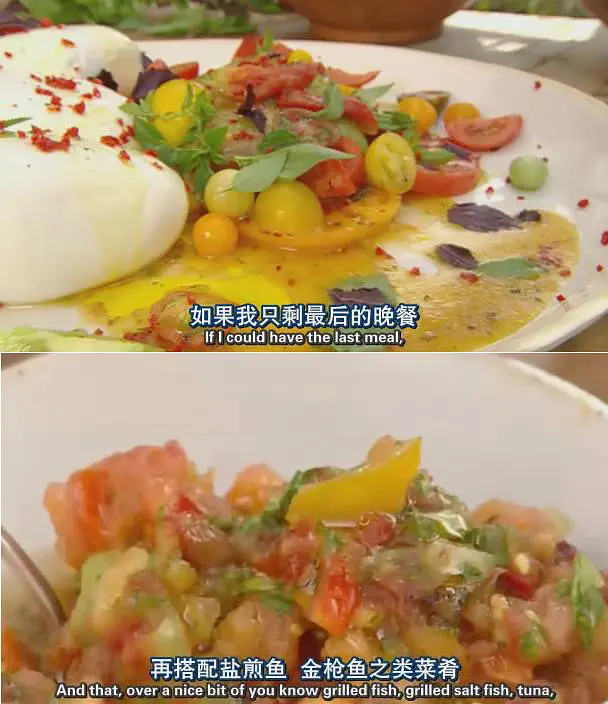 如果我只剩最后的晚餐
If I could have the last meal,
再搭配盐煎鱼 金枪鱼之类菜肴
And that, over a nice bit of you know grilled fish, grilled salt fish, tuna,